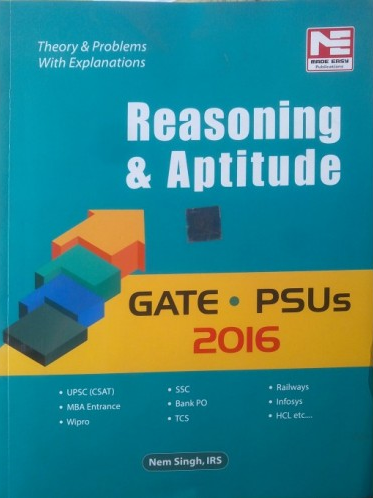 Theory & Problems
With Explanations
ME
MADE EASY
Publications
Reasoning
& Aptitude
GATE • PSUs
2016
• UPSC (CSAT)
• MBA Entrance
• Wipro
• SSC
• Bank PO
• TCS
• Railways
• Infosys
• HCL etc....
Nem Singh, IRS